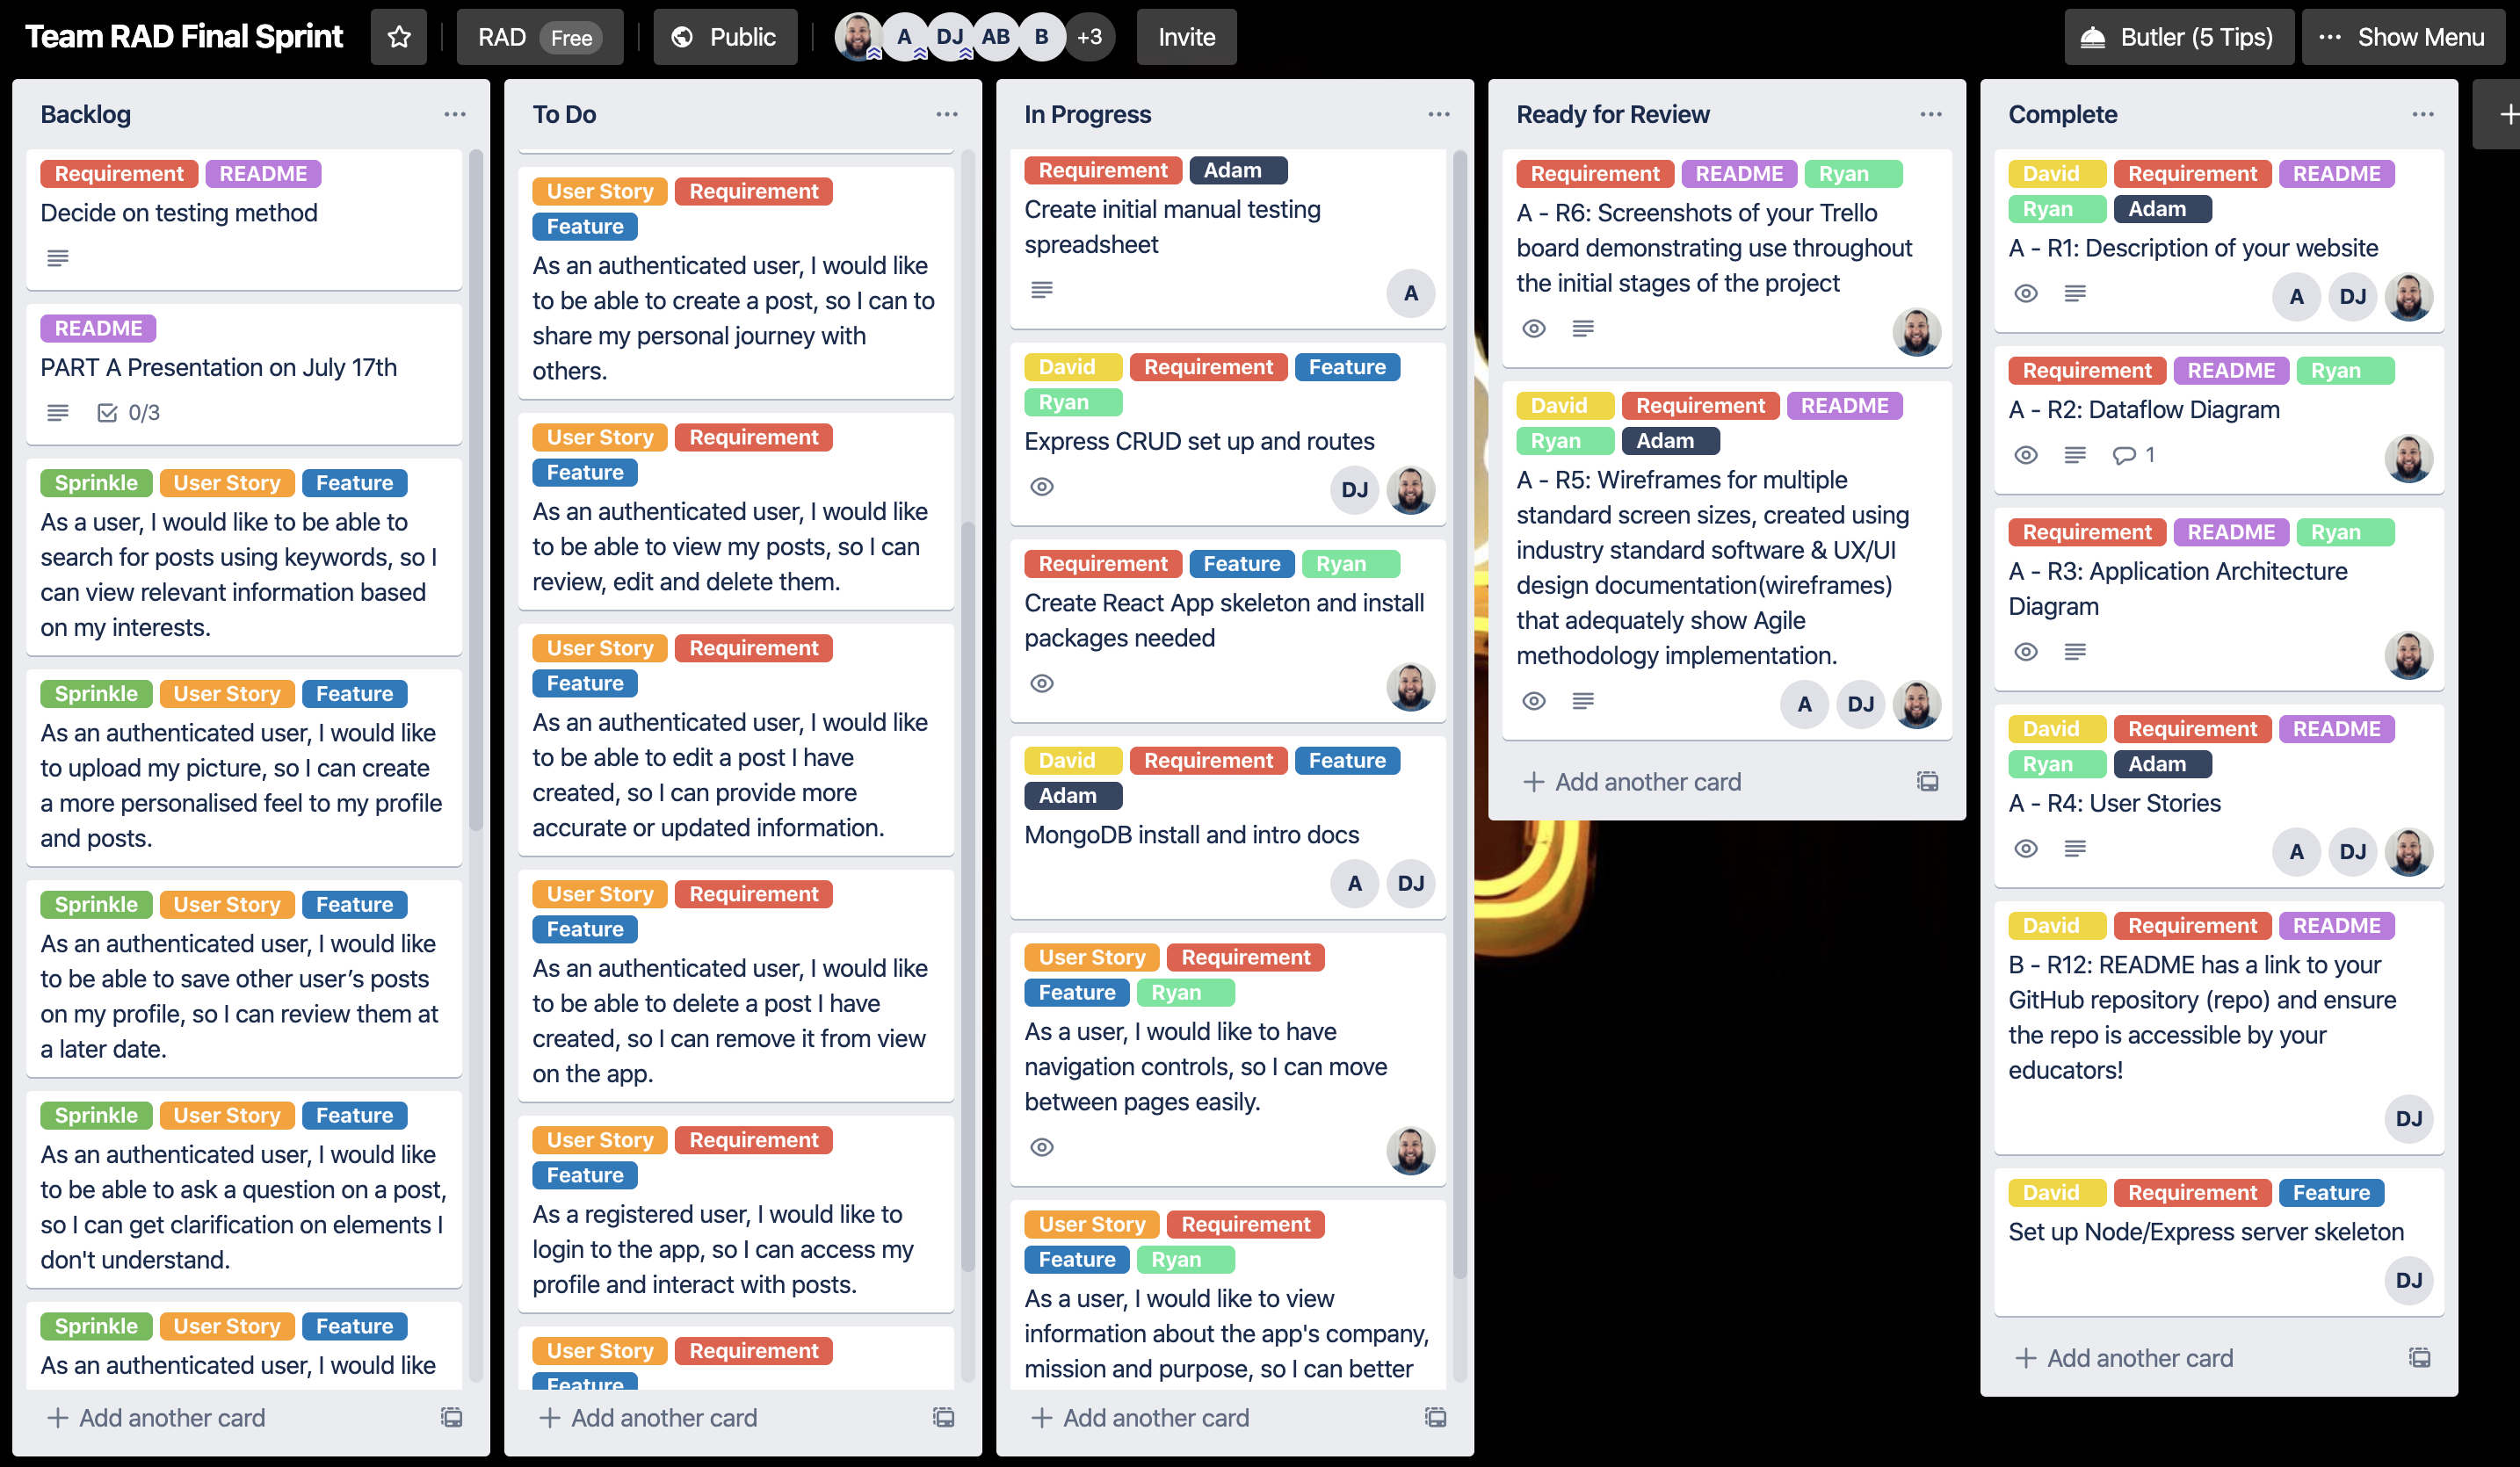 Team RAD Final Sprint
RAD Free
Public
A DJ AB B +3
Invite
Butler (5 Tips)
Show Menu
Backlog
Requirement README
Decide on testing method
README
PART A Presentation on July 17th
0/3
Sprinkle User Story Feature
As a user, I would like to be able to
search for posts using keywords, so I
can view relevant information based
on my interests.
Sprinkle User Story Feature
As an authenticated user, I would like
to upload my picture, so I can create
a more personalised feel to my profile
and posts.
Sprinkle User Story Feature
As an authenticated user, I would like
to be able to save other user’s posts
on my profile, so I can review them at
a later date.
Sprinkle User Story Feature
As an authenticated user, I would like
to be able to ask a question on a post,
so I can get clarification on elements I
don't understand.
Sprinkle User Story Feature
As an authenticated user, I would like
Add another card
To Do
User Story Requirement
Feature
As an authenticated user, I would like
to be able to create a post, so I can to
share my personal journey with
others.
User Story Requirement
Feature
As an authenticated user, I would like
to be able to view my posts, so I can
review, edit and delete them.
User Story Requirement
Feature
As an authenticated user, I would like
to be able to edit a post I have
created, so I can provide more
accurate or updated information.
User Story Requirement
Feature
As an authenticated user, I would like
to be able to delete a post I have
created, so I can remove it from view
on the app.
User Story Requirement
Feature
As a registered user, I would like to
login to the app, so I can access my
profile and interact with posts.
User Story Requirement
Feature
Add another card
In Progress
Requirement Adam
Create initial manual testing
spreadsheet
A
David Requirement Feature
Ryan
Express CRUD set up and routes
DJ
Requirement Feature Ryan
Create React App skeleton and install
packages needed
David Requirement Feature
Adam
MongoDB install and intro docs
A DJ
User Story Requirement
Feature Ryan
As a user, I would like to have
navigation controls, so I can move
between pages easily.
User Story Requirement
Feature Ryan
As a user, I would like to view
information about the app's company,
mission and purpose, so I can better
Add another card
Ready for Review
Requirement README Ryan
A - R6: Screenshots of your Trello
board demonstrating use throughout
the initial stages of the project
David Requirement README
Ryan Adam
A - R5: Wireframes for multiple
standard screen sizes, created using
industry standard software & UX/UI
design documentation(wireframes)
that adequately show Agile
methodology implementation.
A DJ
Add another card
Complete
David Requirement README
Ryan Adam
A - R1: Description of your website
A DJ
Requirement README Ryan
A - R2: Dataflow Diagram
1
Requirement README Ryan
A - R3: Application Architecture
Diagram
David Requirement README
Ryan Adam
A - R4: User Stories
A DJ
David Requirement README
B - R12: README has a link to your
GitHub repository (repo) and ensure
the repo is accessible by your
educators!
DJ
David Requirement Feature
Set up Node/Express server skeleton
DJ
Add another card